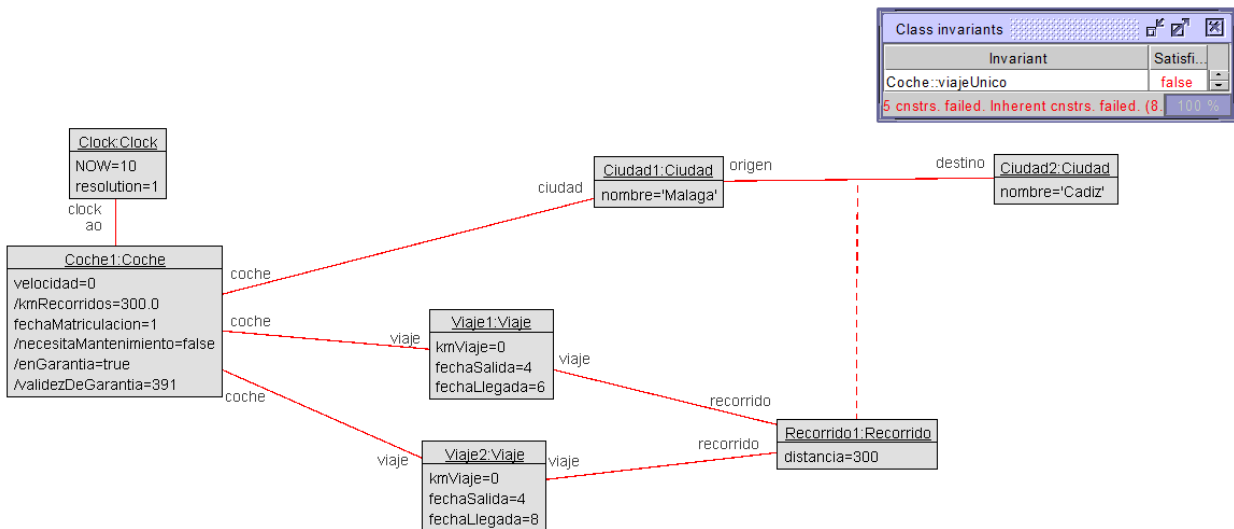 Class invariants
Invariant
Satisfi...
Coche::viajeUnico
false
5 cnstrs. failed. Inherent cnstrs. failed. (8.
100 %
Clock:Clock
NOW=10
resolution=1
clock
ao
Coche1:Coche
velocidad=0
/kmRecorridos=300.0
fechaMatriculacion=1
/necesitaMantenimiento=false
/enGarantia=true
/validezDeGarantia=391
coche
ciudad
Ciudad1:Ciudad
nombre='Malaga'
origen
destino
Ciudad2:Ciudad
nombre='Cadiz'
coche
viaje
Viaje1:Viaje
kmViaje=0
fechaSalida=4
fechaLlegada=6
viaje
recorrido
coche
viaje
Viaje2:Viaje
kmViaje=0
fechaSalida=4
fechaLlegada=8
viaje
recorrido
Recorrido1:Recorrido
distancia=300